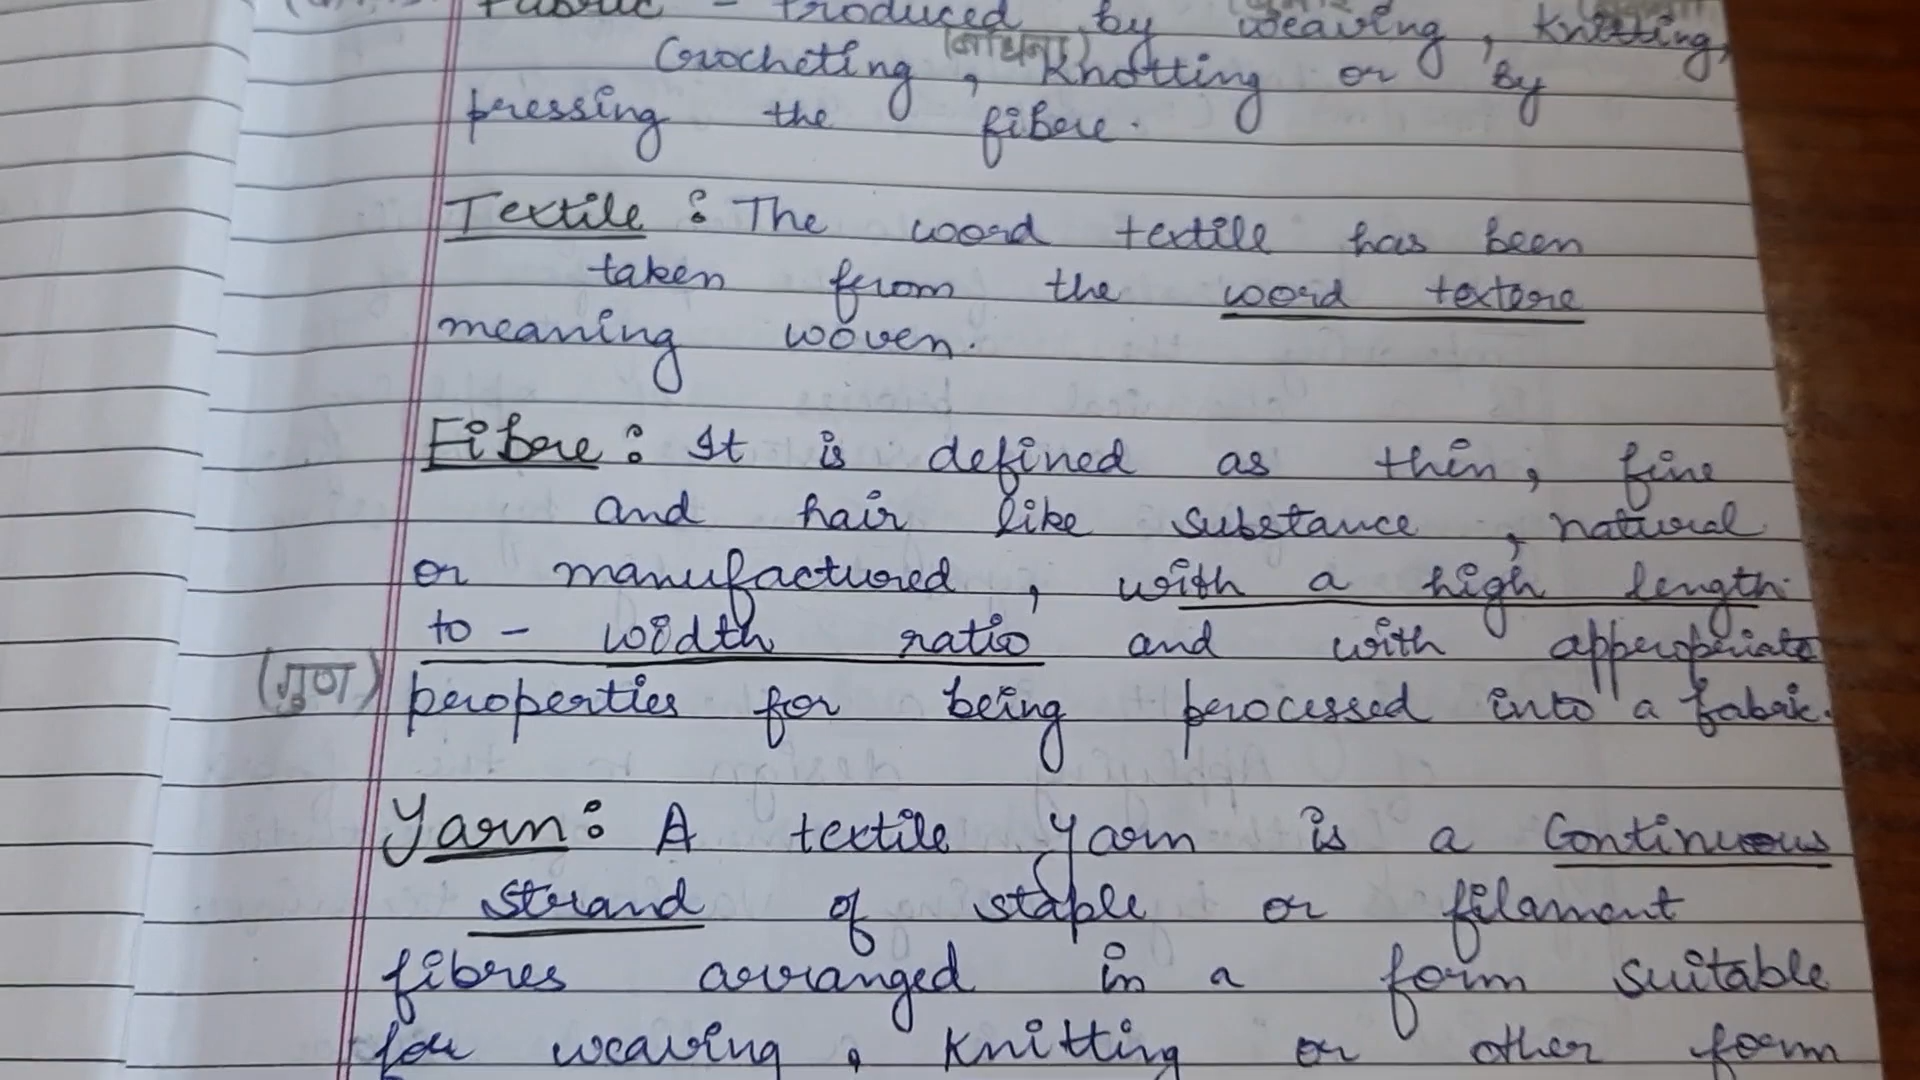 Fabric - Produced by weaving, Knitting,
(बांधना)
Crocheting, Knotting or by
pressing the fibre.
Textile : The word textile has been
taken from the word textere
meaning woven.
Fibre : It is defined as thin, fine
and hair like substance, natural
or manufactured, with a high length
to - width ratio and with appropriate
(गुण) properties for being processed into a fabric.
Yarn : A textile yarn is a Continuous
strand of staple or filament
fibres arranged in a form suitable
for weaving, knitting or other form